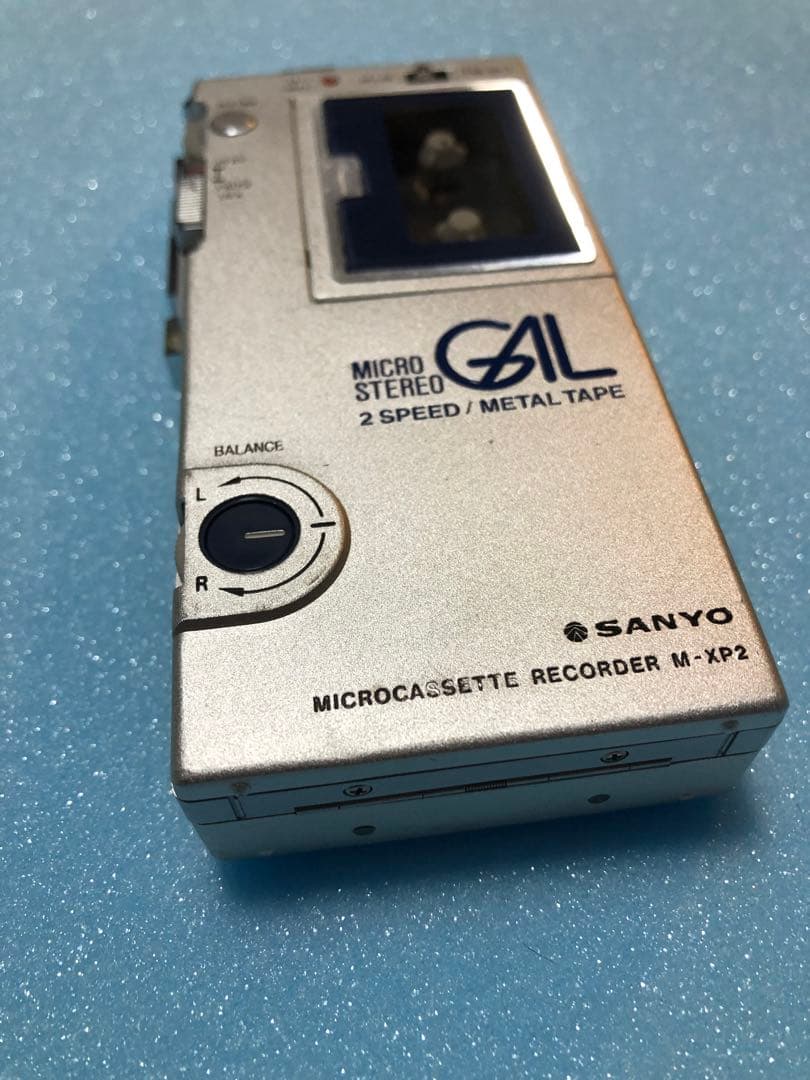 MICRO
STEREO
GAL
2 SPEED / METAL TAPE
BALANCE
L
R
SANYO
MICROCASSETTE RECORDER M-XP2